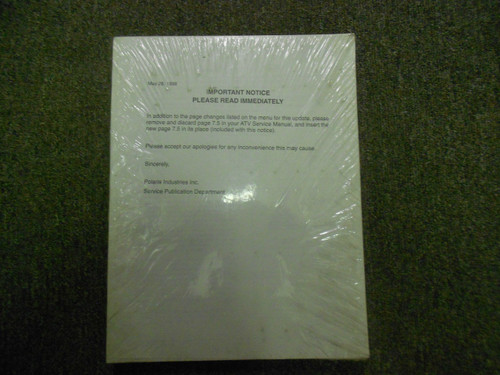 IMPORTANT NOTICE
PLEASE READ IMMEDIATELY
In addition to the page changes listed on the menu for this update, please
remove and discard page 7.5 in your ATV Service Manual, and insert the
new page 7.5 in its place (included with this notice).
Please accept our apologies for any inconvenience this may cause.
Sincerely,
Polaris Industries Inc.
Service Publication Department